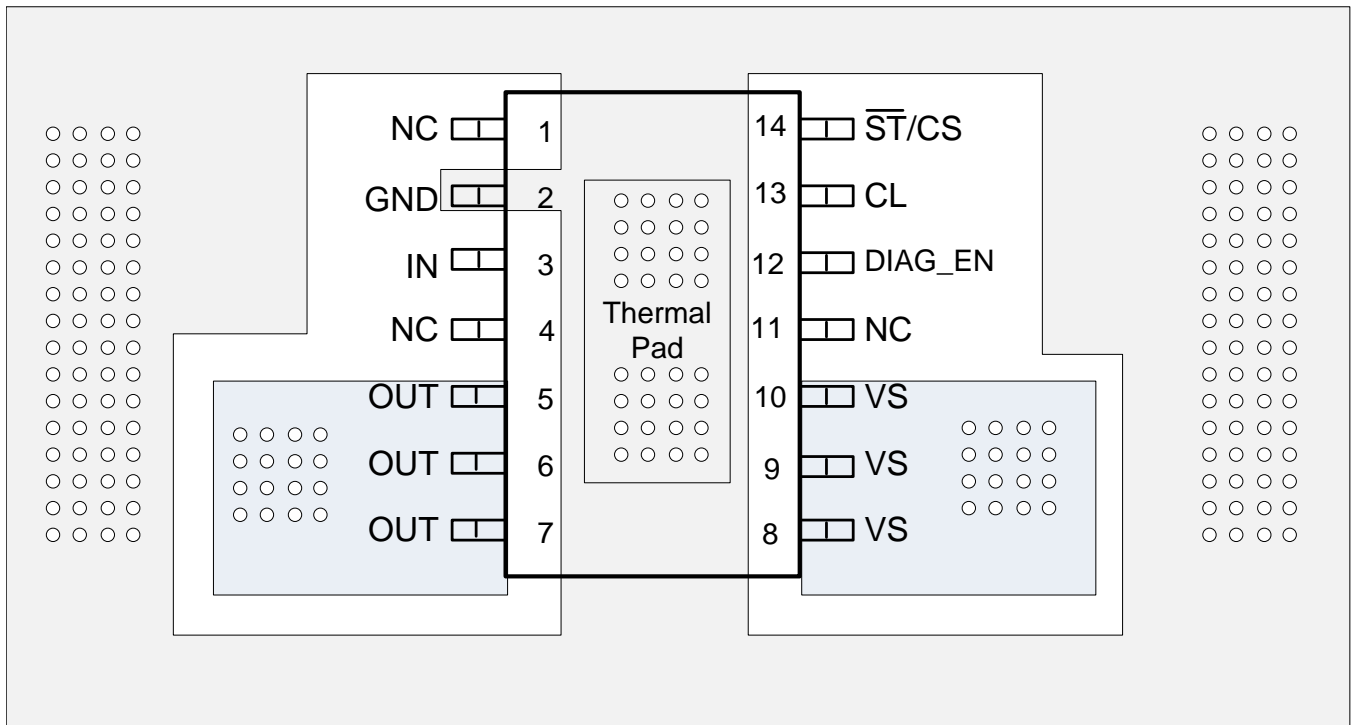 NC 1 14 S̅T̅/CS
GND 2 13 CL
IN 3 12 DIAG_EN
NC 4 Thermal Pad 11 NC
OUT 5 10 VS
OUT 6 9 VS
OUT 7 8 VS